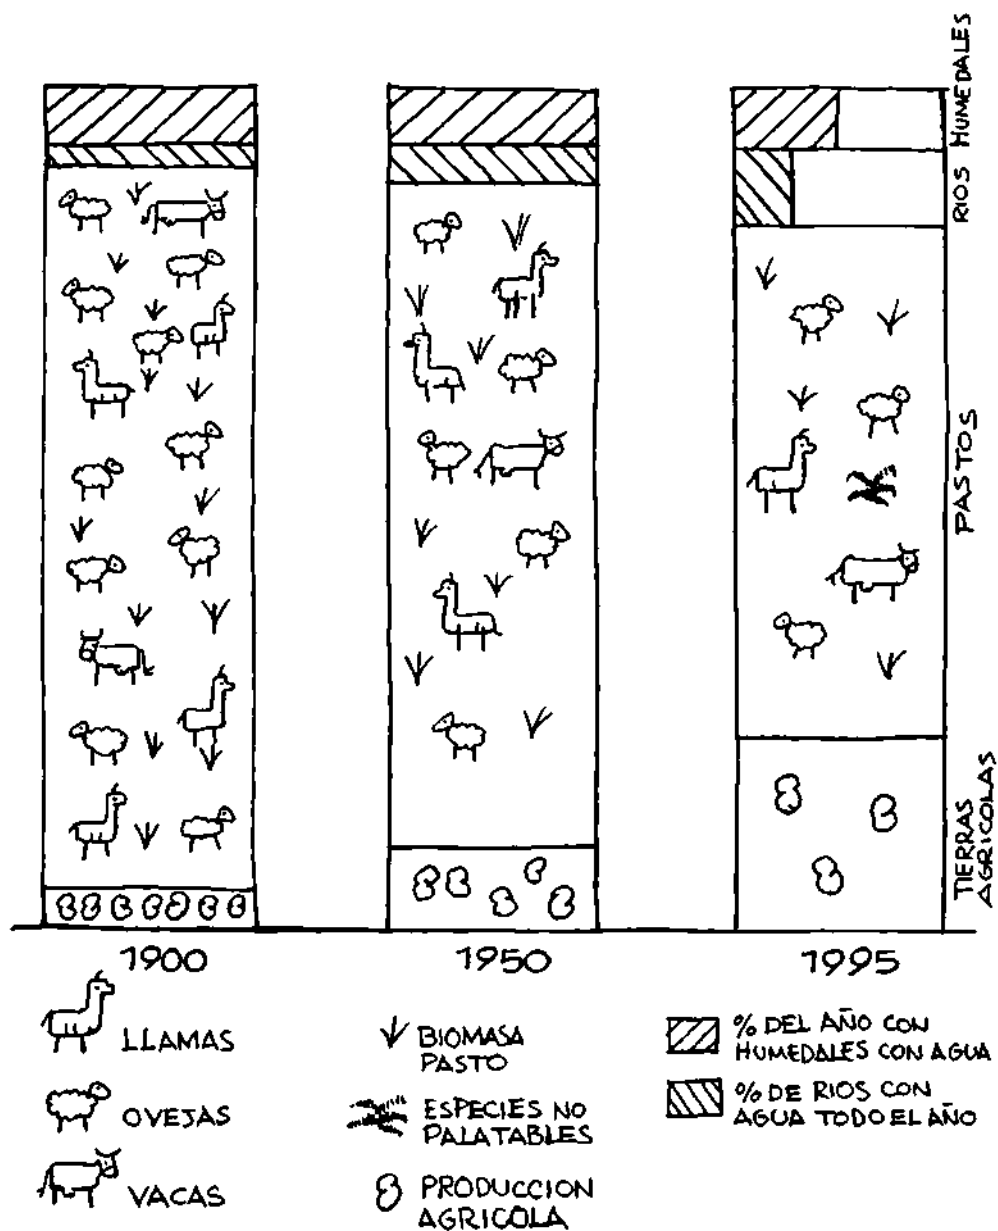 HUMEDALES
RIOS
PASTOS
TIERRAS
AGRICOLAS
1900
1950
1995
LLAMAS
OVEJAS
VACAS
BIOMASA
PASTO
ESPECIES NO
PALATABLES
PRODUCCION
AGRICOLA
% DEL AÑO CON
HUMEDALES CON AGUA
% DE RIOS CON
AGUA TODO EL AÑO